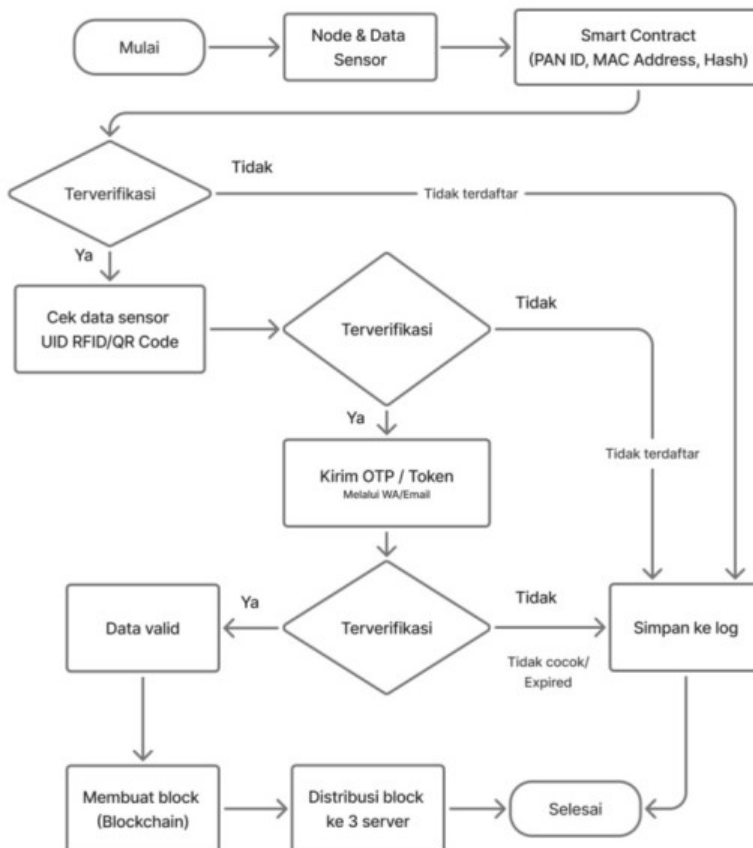 Mulai
Node & Data
Sensor
Smart Contract
(PAN ID, MAC Address, Hash)
Terverifikasi
Tidak
Tidak terdaftar
Ya
Cek data sensor
UID RFID/QR Code
Terverifikasi
Tidak
Tidak terdaftar
Ya
Kirim OTP / Token
Melalui WA/Email
Terverifikasi
Ya
Tidak
Tidak cocok/
Expired
Data valid
Simpan ke log
Membuat block
(Blockchain)
Distribusi block
ke 3 server
Selesai